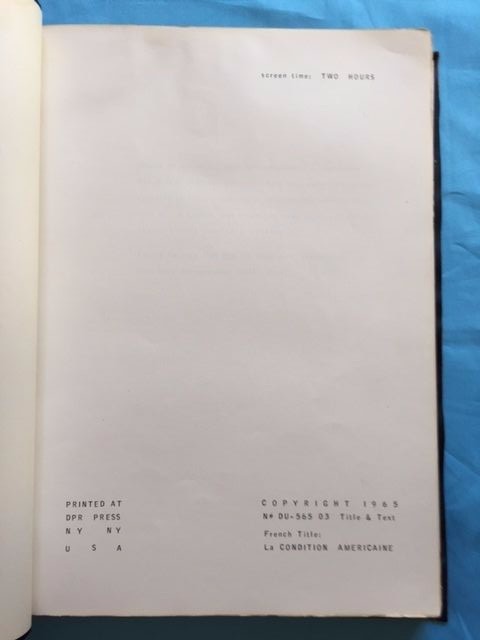 screen time: TWO HOURS
PRINTED AT
DPR PRESS
NY NY
U S A
COPYRIGHT 1965
Nº DU-565 03 Title & Text
French Title:
La CONDITION AMERICAINE